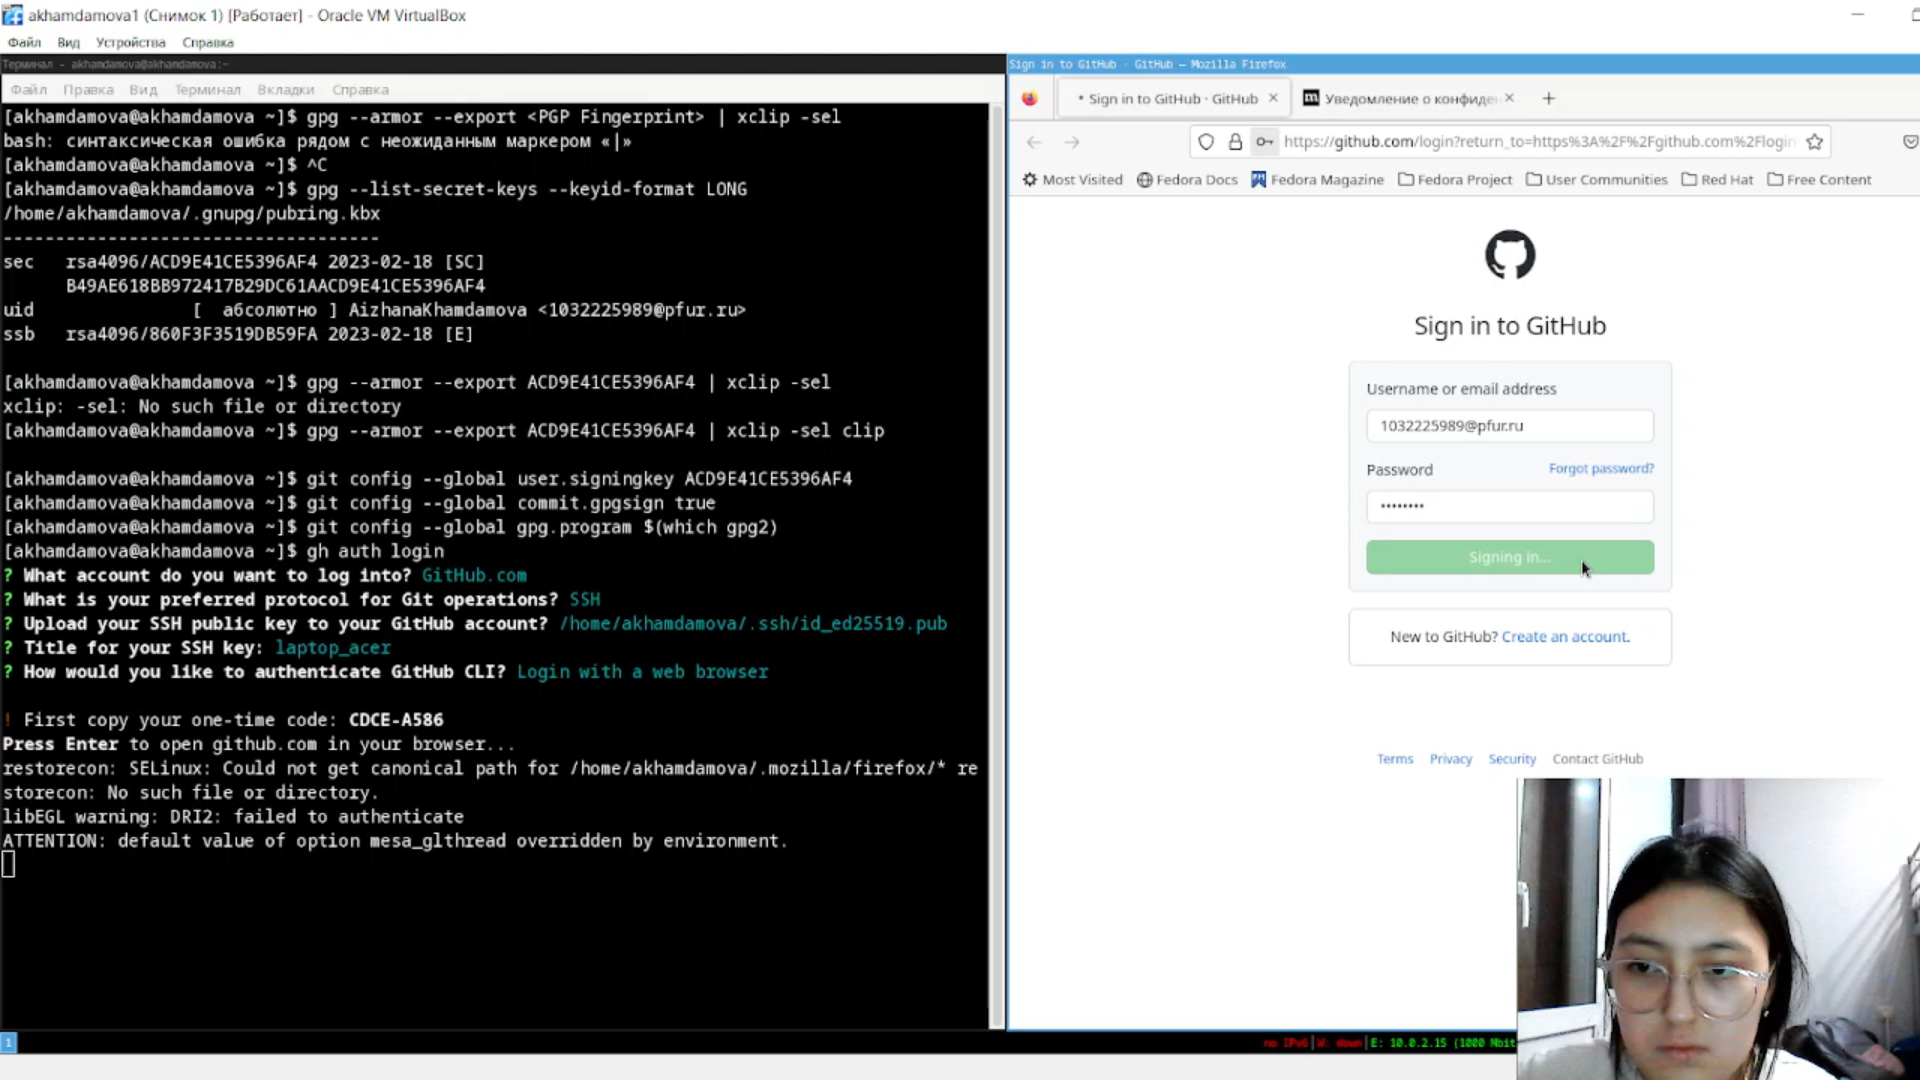 akhamdamova1 (Снимок 1) [Работает] - Oracle VM VirtualBox
Файл Вид Устройства Справка
Терминал - akhamdamova@akhamdamova:~
Файл Правка Вид Терминал Вкладки Справка
[akhamdamova@akhamdamova ~]$ gpg --armor --export <PGP Fingerprint> | xclip -sel
bash: синтаксическая ошибка рядом с неожиданным маркером «|»
[akhamdamova@akhamdamova ~]$ ^C
[akhamdamova@akhamdamova ~]$ gpg --list-secret-keys --keyid-format LONG
/home/akhamdamova/.gnupg/pubring.kbx
------------------------------------
sec rsa4096/ACD9E41CE5396AF4 2023-02-18 [SC]
B49AE618BB972417B29DC61AACD9E41CE5396AF4
uid [ абсолютно ] AizhanaKhamdamova <1032225989@pfur.ru>
ssb rsa4096/860F3F3519DB59FA 2023-02-18 [E]
[akhamdamova@akhamdamova ~]$ gpg --armor --export ACD9E41CE5396AF4 | xclip -sel
xclip: -sel: No such file or directory
[akhamdamova@akhamdamova ~]$ gpg --armor --export ACD9E41CE5396AF4 | xclip -sel clip
[akhamdamova@akhamdamova ~]$ git config --global user.signingkey ACD9E41CE5396AF4
[akhamdamova@akhamdamova ~]$ git config --global commit.gpgsign true
[akhamdamova@akhamdamova ~]$ git config --global gpg.program $(which gpg2)
[akhamdamova@akhamdamova ~]$ gh auth login
? What account do you want to log into? GitHub.com
? What is your preferred protocol for Git operations? SSH
? Upload your SSH public key to your GitHub account? /home/akhamdamova/.ssh/id_ed25519.pub
? Title for your SSH key: laptop_acer
? How would you like to authenticate GitHub CLI? Login with a web browser
! First copy your one-time code: CDCE-A586
Press Enter to open github.com in your browser...
restorecon: SELinux: Could not get canonical path for /home/akhamdamova/.mozilla/firefox/* re
storecon: No such file or directory.
libEGL warning: DRI2: failed to authenticate
ATTENTION: default value of option mesa_glthread overridden by environment.
Sign in to GitHub · GitHub — Mozilla Firefox
Sign in to GitHub · GitHub
Уведомление о конфиден
https://github.com/login?return_to=https%3A%2F%2Fgithub.com%2Flogin
Most Visited Fedora Docs Fedora Magazine Fedora Project User Communities Red Hat Free Content
Sign in to GitHub
Username or email address
1032225989@pfur.ru
Password Forgot password?
••••••••
Signing in...
New to GitHub? Create an account.
Terms Privacy Security Contact GitHub
1
no IPv6|W: down|E: 10.0.2.15 (1000 Mbit